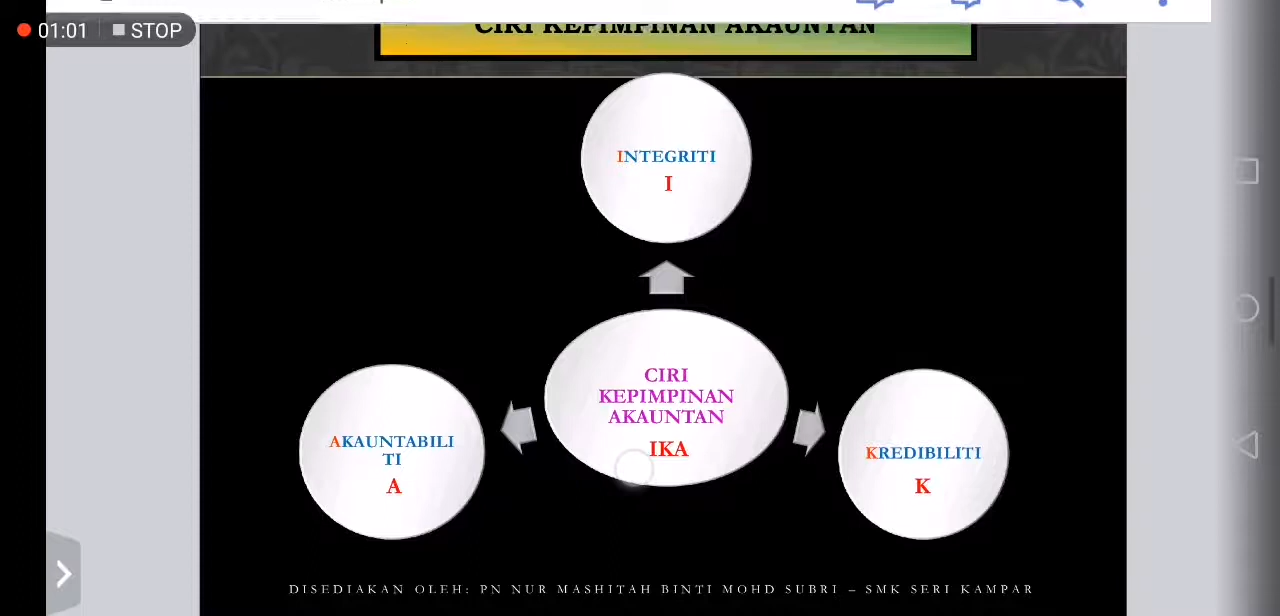 01:01 STOP
CIRI KEPIMPINAN AKAUNTAN
INTEGRITI
I
CIRI
KEPIMPINAN
AKAUNTAN
IKA
AKAUNTABILI
TI
A
KREDIBILITI
K
DISEDIAKAN OLEH: PN NUR MASHITAH BINTI MOHD SUBRI – SMK SERI KAMPAR